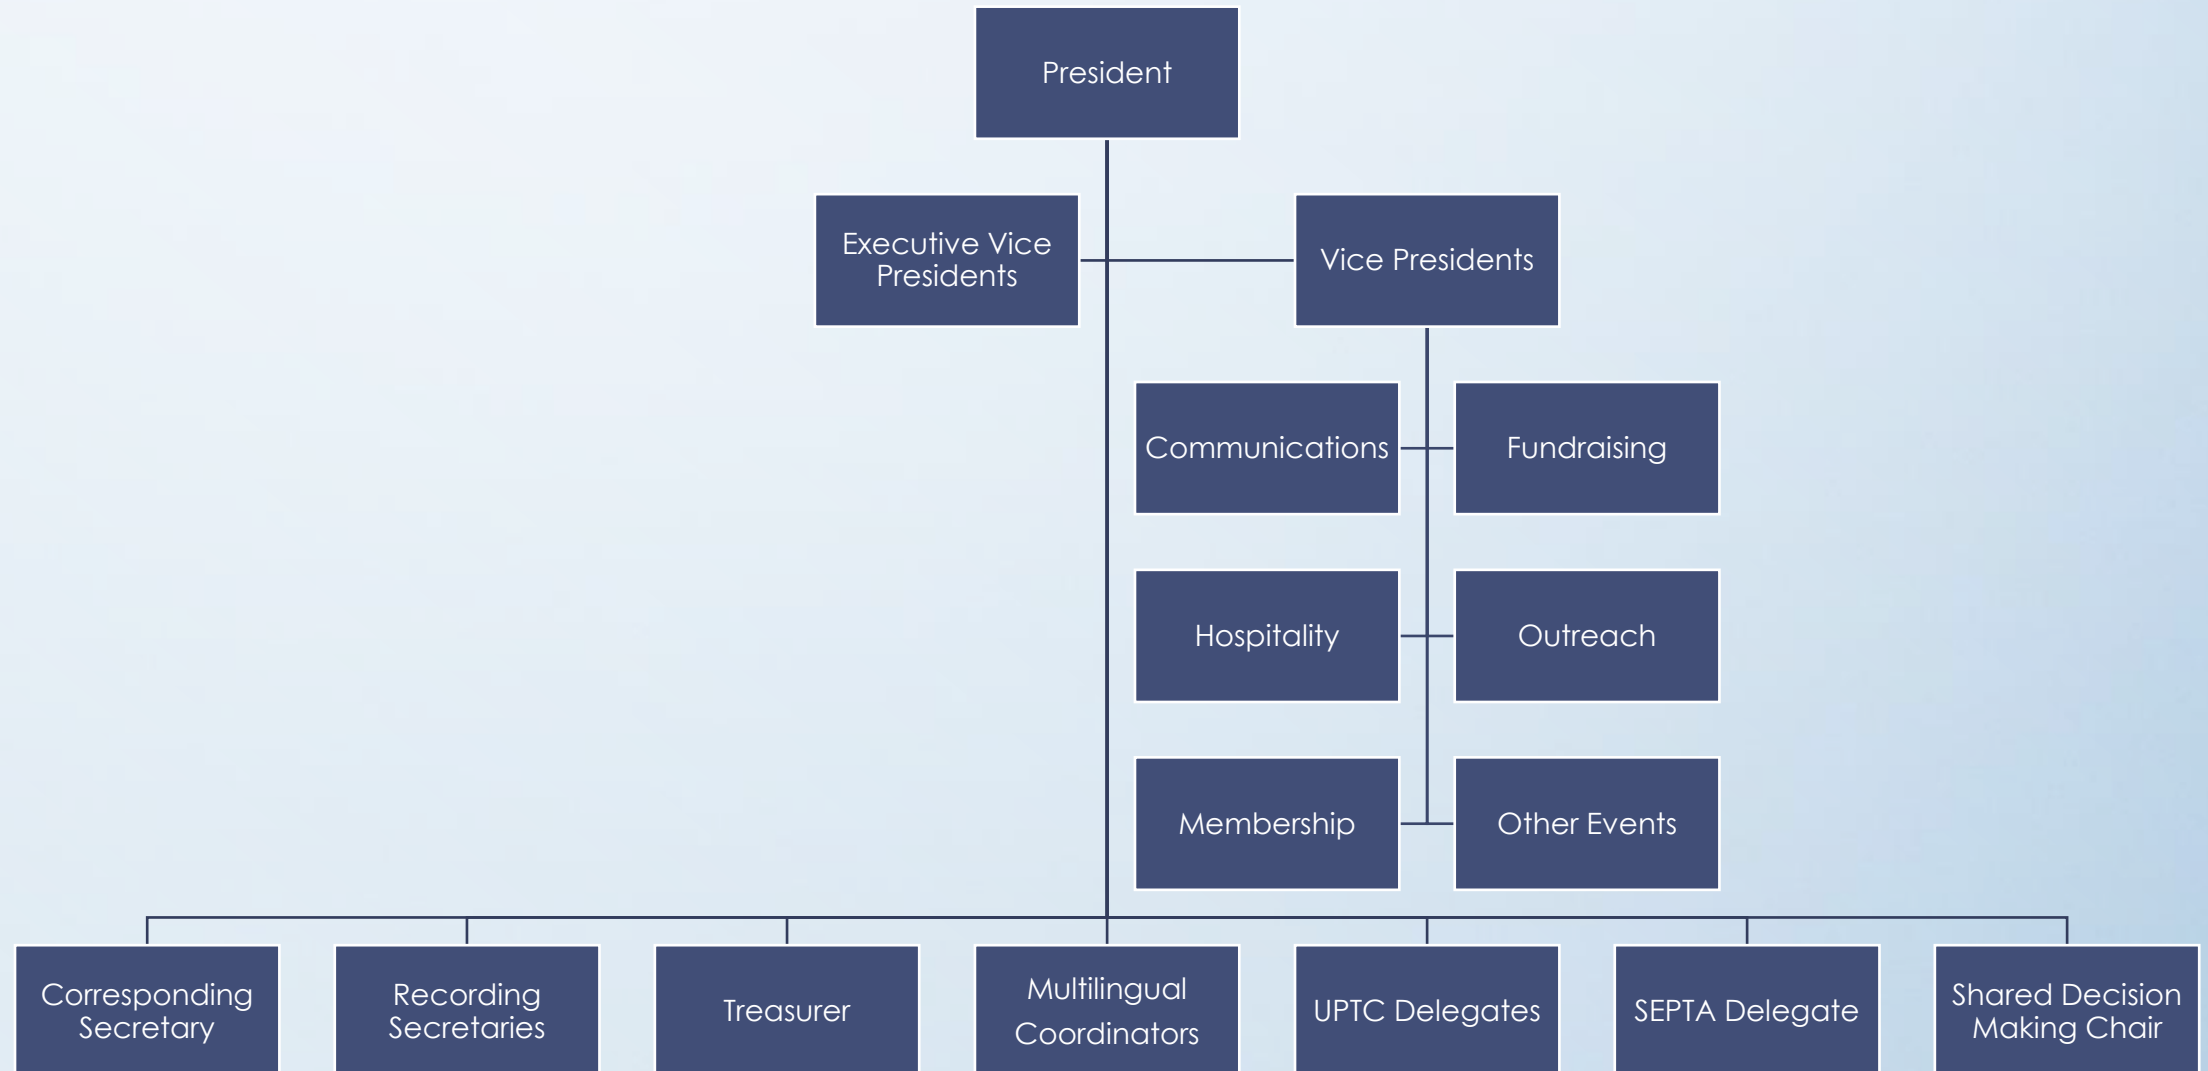 President
Executive Vice
Presidents
Vice Presidents
Communications
Fundraising
Hospitality
Outreach
Membership
Other Events
Corresponding
Secretary
Recording
Secretaries
Treasurer
Multilingual
Coordinators
UPTC Delegates
SEPTA Delegate
Shared Decision
Making Chair